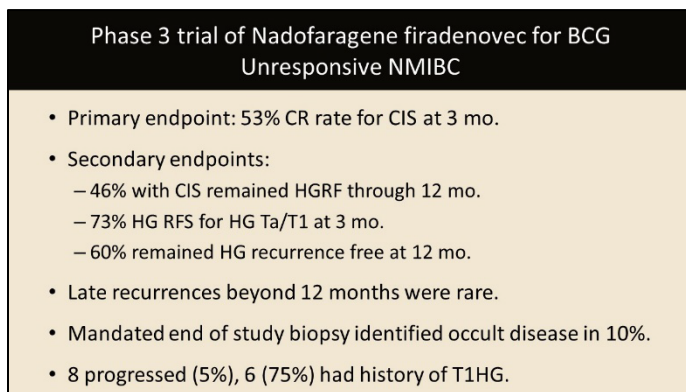 Phase 3 trial of Nadofaragene firadenovec for BCG
Unresponsive NMIBC
• Primary endpoint: 53% CR rate for CIS at 3 mo.
• Secondary endpoints:
– 46% with CIS remained HGRF through 12 mo.
– 73% HG RFS for HG Ta/T1 at 3 mo.
– 60% remained HG recurrence free at 12 mo.
• Late recurrences beyond 12 months were rare.
• Mandated end of study biopsy identified occult disease in 10%.
• 8 progressed (5%), 6 (75%) had history of T1HG.